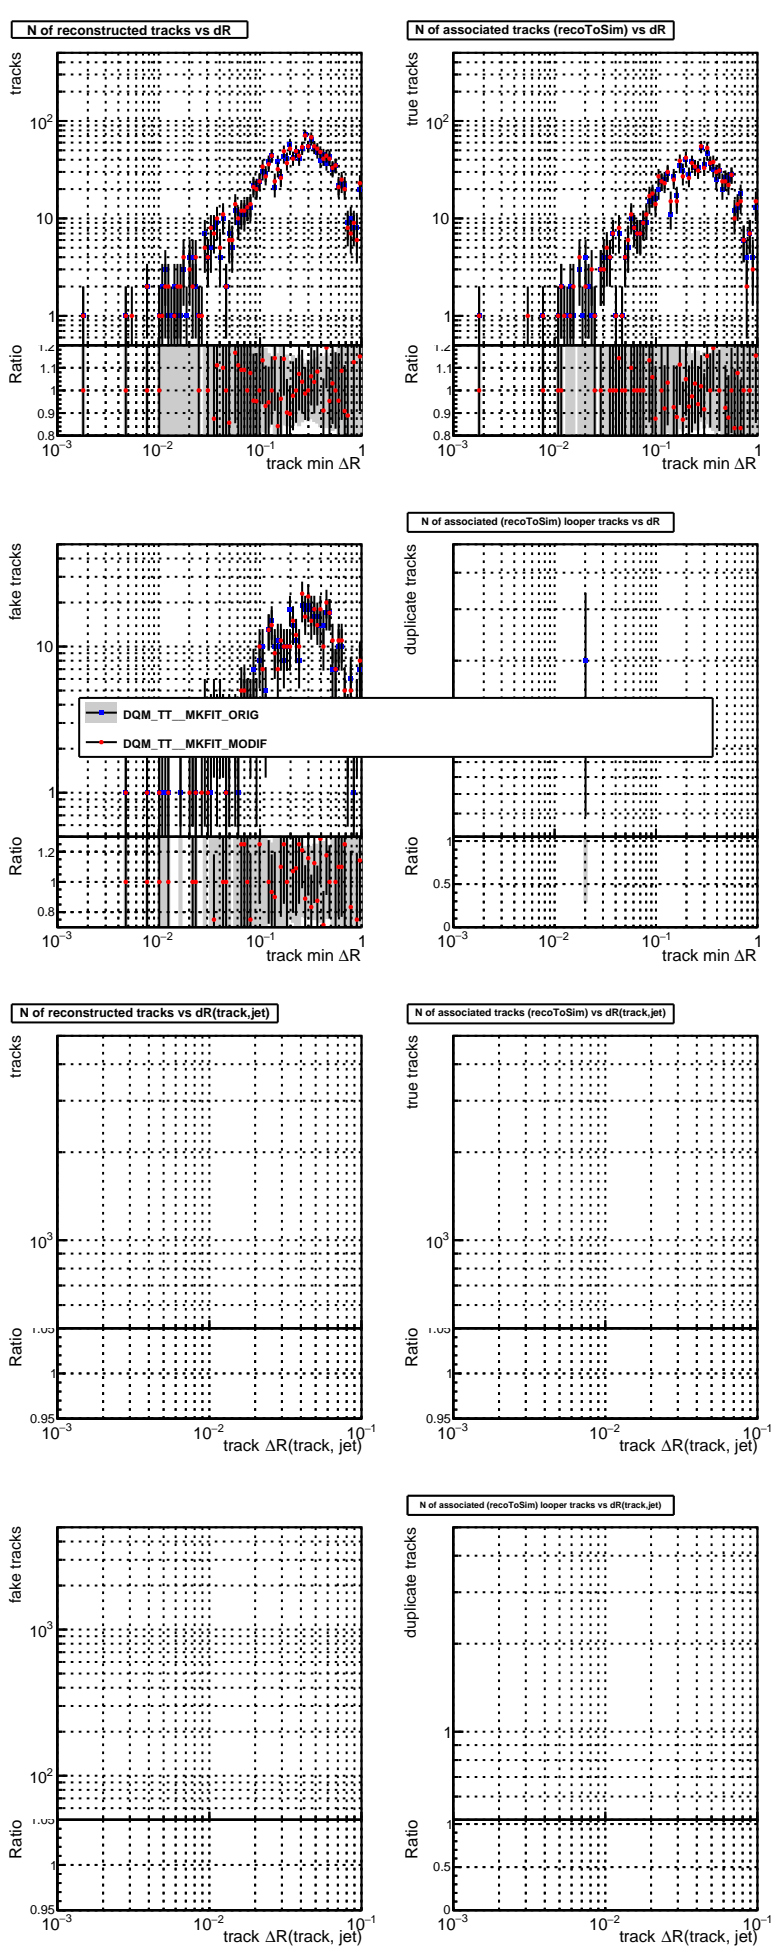 N of reconstructed tracks vs dR
tracks
10²
10
1
Ratio
1.2
1.1
1
0.9
0.8
10⁻³
10⁻²
10⁻¹
1
track min ΔR
N of associated tracks (recoToSim) vs dR
true tracks
10²
10
1
Ratio
1.2
1.1
1
0.9
0.8
10⁻³
10⁻²
10⁻¹
1
track min ΔR
fake tracks
10
1
Ratio
1.2
1
0.8
10⁻³
10⁻²
10⁻¹
1
track min ΔR
N of associated (recoToSim) looper tracks vs dR
duplicate tracks
Ratio
1
0.5
0
10⁻³
10⁻²
10⁻¹
1
track min ΔR
DQM_TT__MKFIT_ORIG
DQM_TT__MKFIT_MODIF
N of reconstructed tracks vs dR(track,jet)
tracks
10³
Ratio
1.05
1
0.95
10⁻³
10⁻²
10⁻¹
track ΔR(track, jet)
N of associated tracks (recoToSim) vs dR(track,jet)
true tracks
10³
Ratio
1.05
1
0.95
10⁻³
10⁻²
10⁻¹
track ΔR(track, jet)
fake tracks
10³
10²
Ratio
1.05
1
0.95
10⁻³
10⁻²
10⁻¹
track ΔR(track, jet)
N of associated (recoToSim) looper tracks vs dR(track,jet)
duplicate tracks
1
Ratio
1
0.5
0
10⁻³
10⁻²
10⁻¹
track ΔR(track, jet)